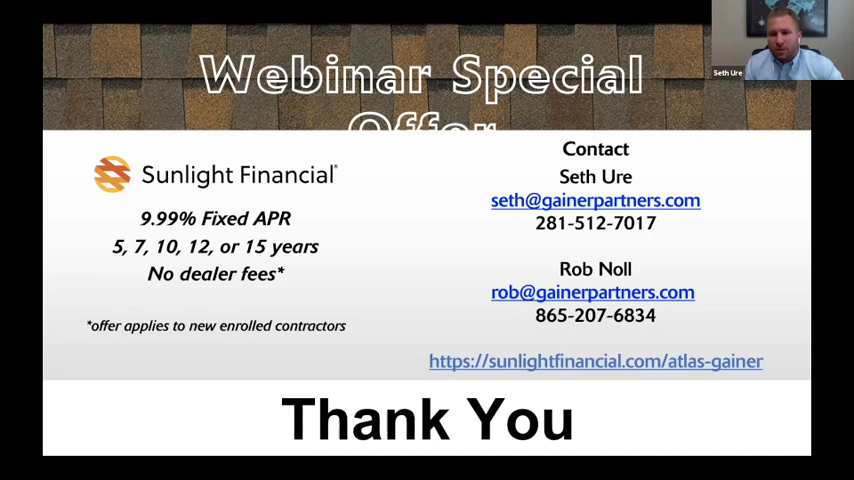 Webinar Special
Offer
Seth Ure
Sunlight Financial®
9.99% Fixed APR
5, 7, 10, 12, or 15 years
No dealer fees*
*offer applies to new enrolled contractors
Contact
Seth Ure
seth@gainerpartners.com
281-512-7017
Rob Noll
rob@gainerpartners.com
865-207-6834
https://sunlightfinancial.com/atlas-gainer
Thank You